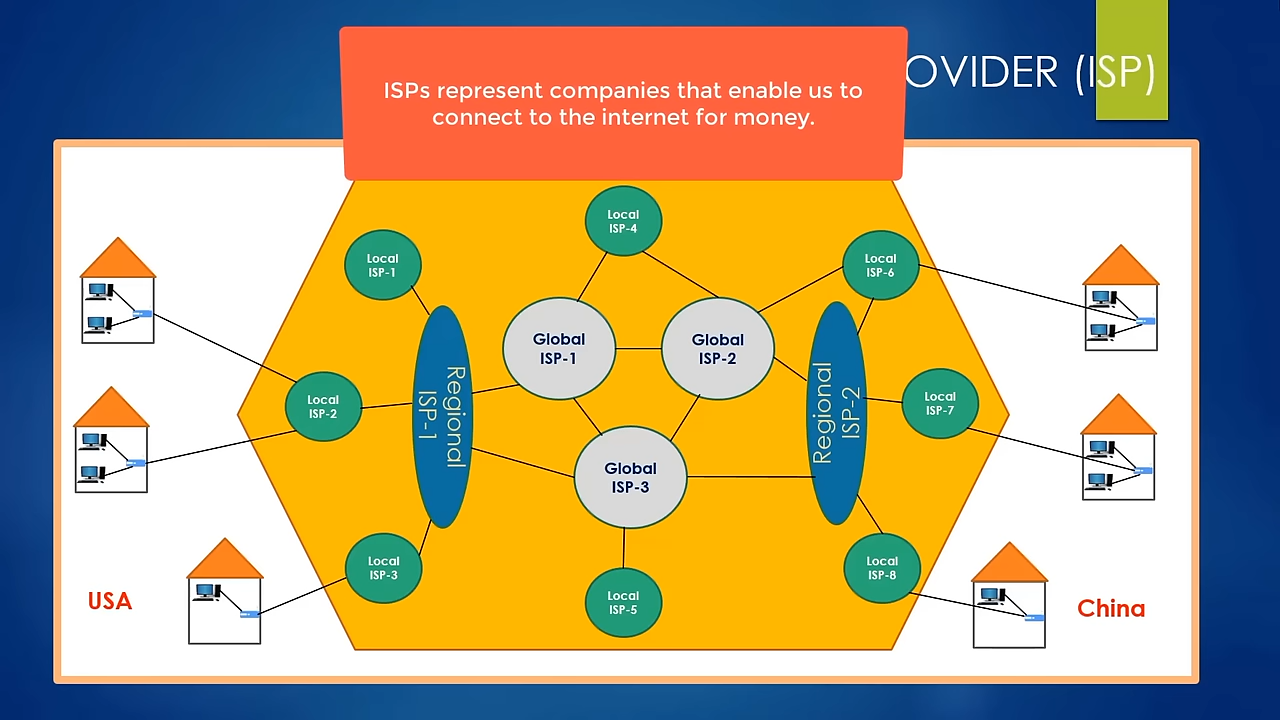 ISPs represent companies that enable us to
connect to the internet for money.
OVIDER (ISP)
Local
ISP-4
Local
ISP-1
Local
ISP-6
Global
ISP-1
Global
ISP-2
Regional
ISP-1
Regional
ISP-2
Local
ISP-2
Local
ISP-7
Global
ISP-3
Local
ISP-3
Local
ISP-8
Local
ISP-5
USA
China